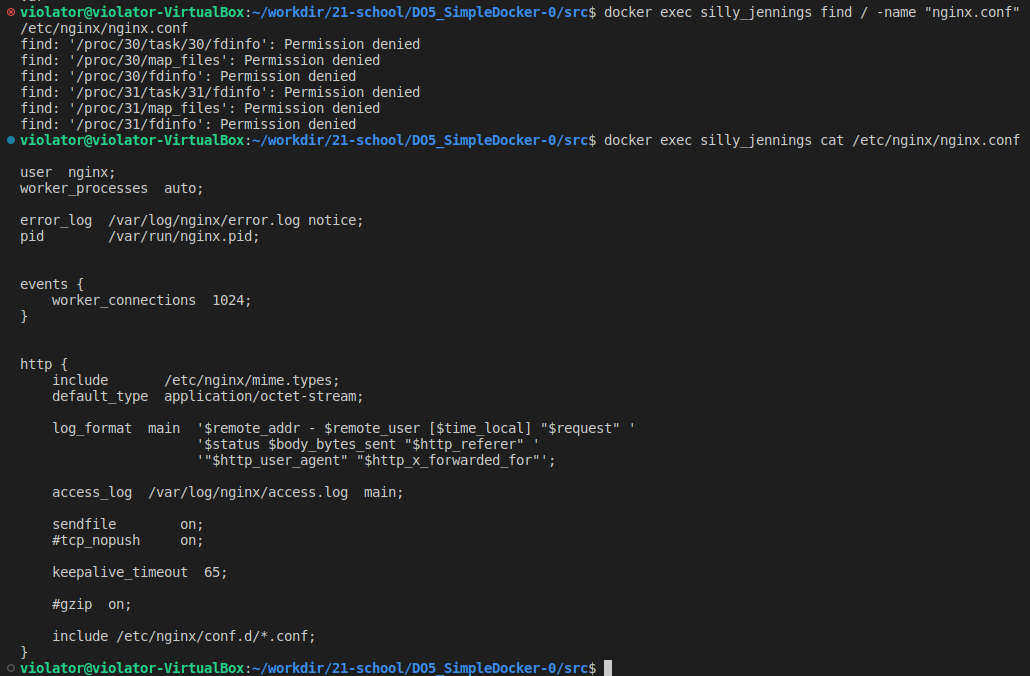 violator@violator-VirtualBox:~/workdir/21-school/DO5_SimpleDocker-0/src$ docker exec silly_jennings find / -name "nginx.conf"
/etc/nginx/nginx.conf
find: '/proc/30/task/30/fdinfo': Permission denied
find: '/proc/30/map_files': Permission denied
find: '/proc/30/fdinfo': Permission denied
find: '/proc/31/task/31/fdinfo': Permission denied
find: '/proc/31/map_files': Permission denied
find: '/proc/31/fdinfo': Permission denied
violator@violator-VirtualBox:~/workdir/21-school/DO5_SimpleDocker-0/src$ docker exec silly_jennings cat /etc/nginx/nginx.conf

user  nginx;
worker_processes  auto;

error_log  /var/log/nginx/error.log notice;
pid        /var/run/nginx.pid;


events {
    worker_connections  1024;
}


http {
    include       /etc/nginx/mime.types;
    default_type  application/octet-stream;

    log_format  main  '$remote_addr - $remote_user [$time_local] "$request" '
                      '$status $body_bytes_sent "$http_referer" '
                      '"$http_user_agent" "$http_x_forwarded_for"';

    access_log  /var/log/nginx/access.log  main;

    sendfile        on;
    #tcp_nopush     on;

    keepalive_timeout  65;

    #gzip  on;

    include /etc/nginx/conf.d/*.conf;
}
violator@violator-VirtualBox:~/workdir/21-school/DO5_SimpleDocker-0/src$